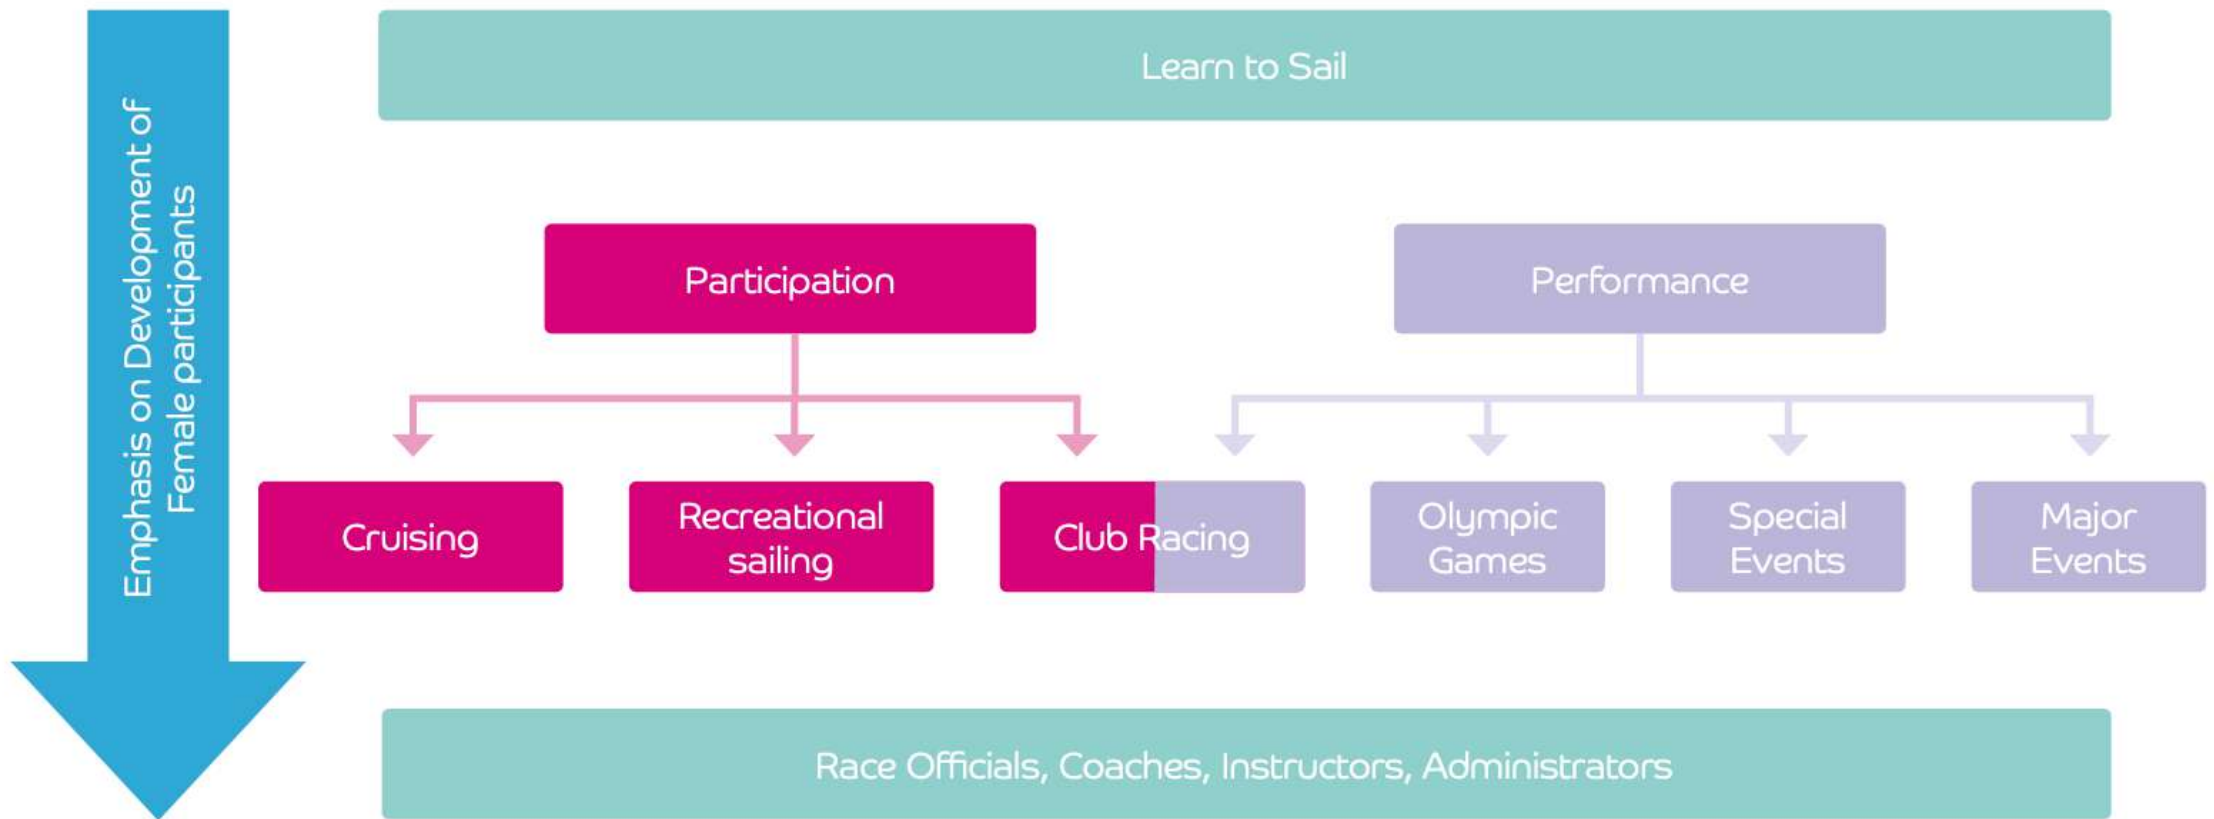 Emphasis on Development of
Female participants
Learn to Sail
Participation
Performance
Cruising
Recreational
sailing
Club Racing
Olympic
Games
Special
Events
Major
Events
Race Officials, Coaches, Instructors, Administrators